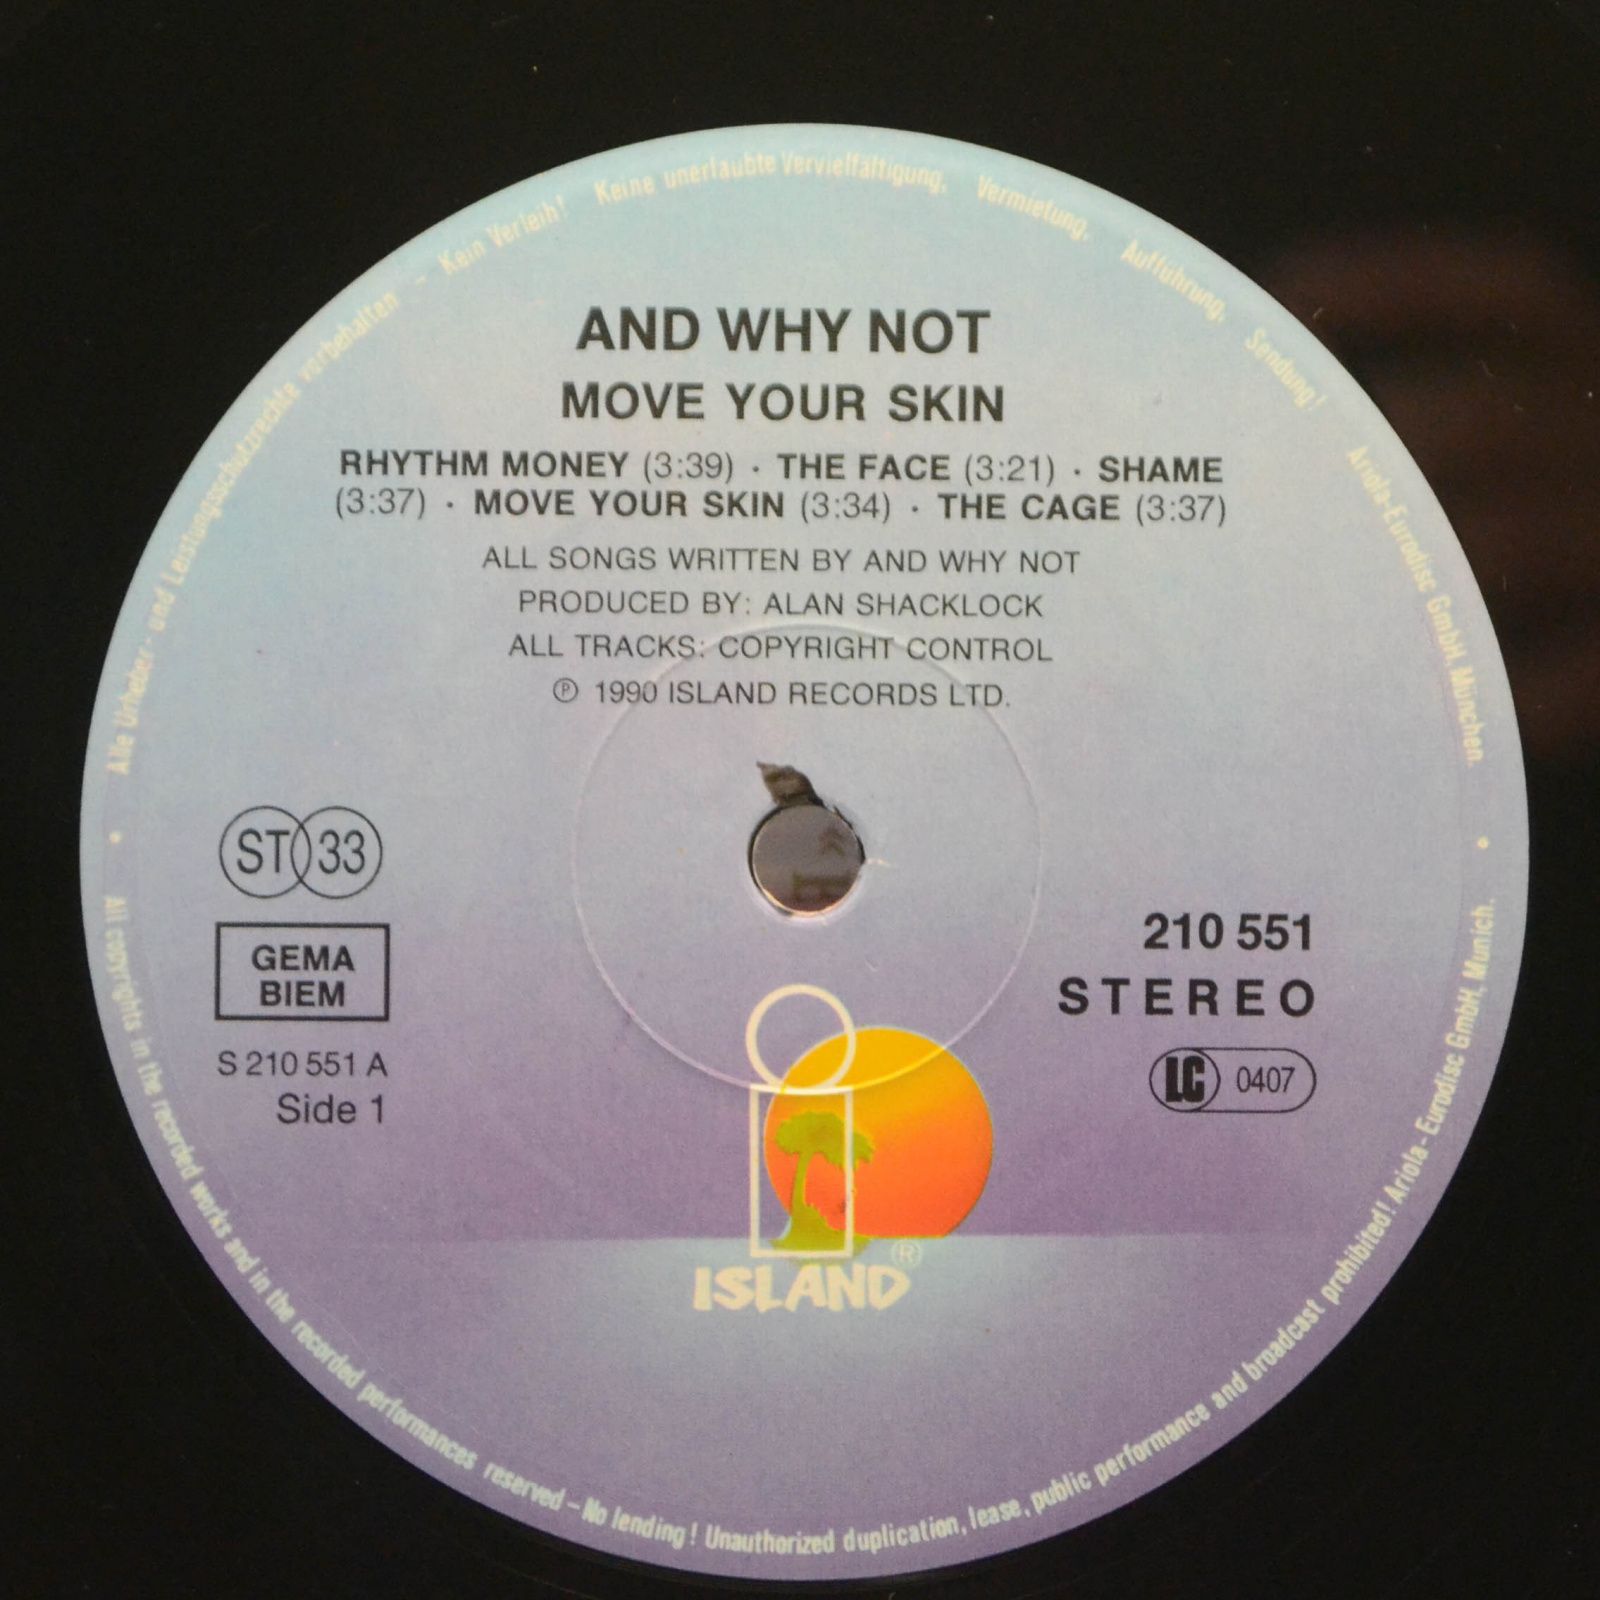 AND WHY NOT
MOVE YOUR SKIN
RHYTHM MONEY (3:39) · THE FACE (3:21) · SHAME
(3:37) · MOVE YOUR SKIN (3:34) · THE CAGE (3:37)
ALL SONGS WRITTEN BY AND WHY NOT
PRODUCED BY: ALAN SHACKLOCK
ALL TRACKS: COPYRIGHT CONTROL
℗ 1990 ISLAND RECORDS LTD.
ST 33
GEMA
BIEM
S 210 551 A
Side 1
210 551
STEREO
LC 0407
ISLAND ®
Alle Urheber- und Leistungsschutzrechte vorbehalten - Kein Verleih! Keine unerlaubte Vervielfältigung, Vermietung, Aufführung, Sendung! Ariola-Eurodisc GmbH, München.
All copyrights in the recorded works and in the recorded performances reserved - No lending! Unauthorized duplication, lease, public performance and broadcast prohibited! Ariola-Eurodisc GmbH, Munich.